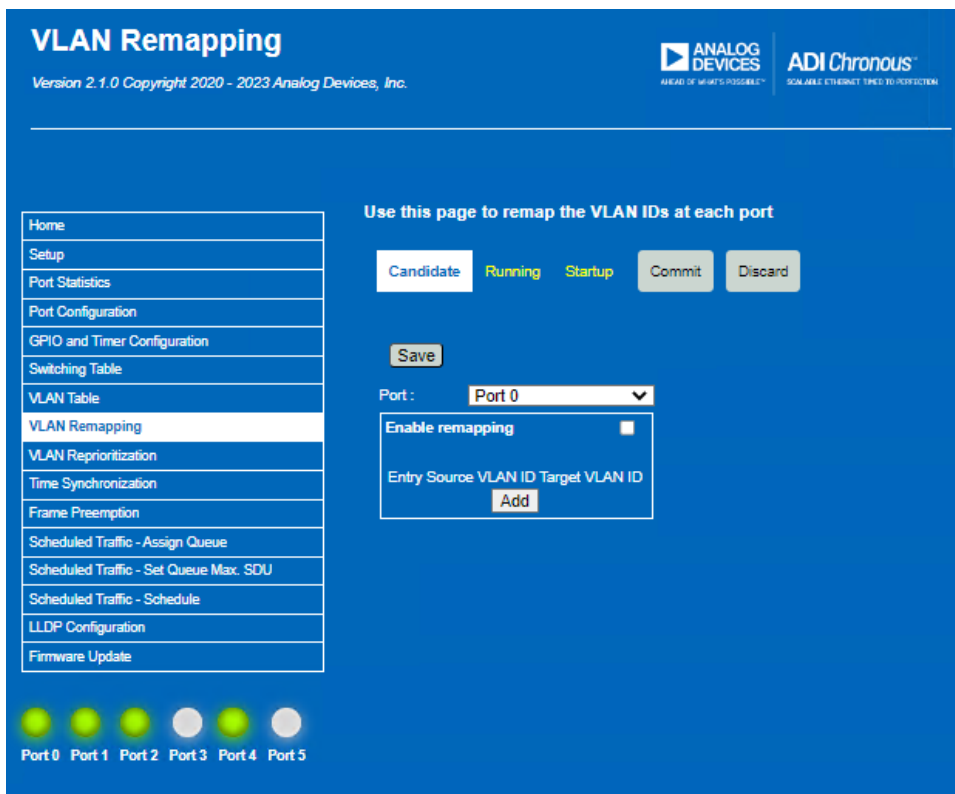 VLAN Remapping
Version 2.1.0 Copyright 2020 - 2023 Analog Devices, Inc.
ANALOG
DEVICES
AHEAD OF WHAT'S POSSIBLE™
ADI Chronous™
SCALABLE ETHERNET TIMED TO PERFECTION
Home
Setup
Port Statistics
Port Configuration
GPIO and Timer Configuration
Switching Table
VLAN Table
VLAN Remapping
VLAN Reprioritization
Time Synchronization
Frame Preemption
Scheduled Traffic - Assign Queue
Scheduled Traffic - Set Queue Max. SDU
Scheduled Traffic - Schedule
LLDP Configuration
Firmware Update
Use this page to remap the VLAN IDs at each port
Candidate Running Startup Commit Discard
Save
Port : Port 0
Enable remapping
Entry Source VLAN ID Target VLAN ID
Add
Port 0 Port 1 Port 2 Port 3 Port 4 Port 5